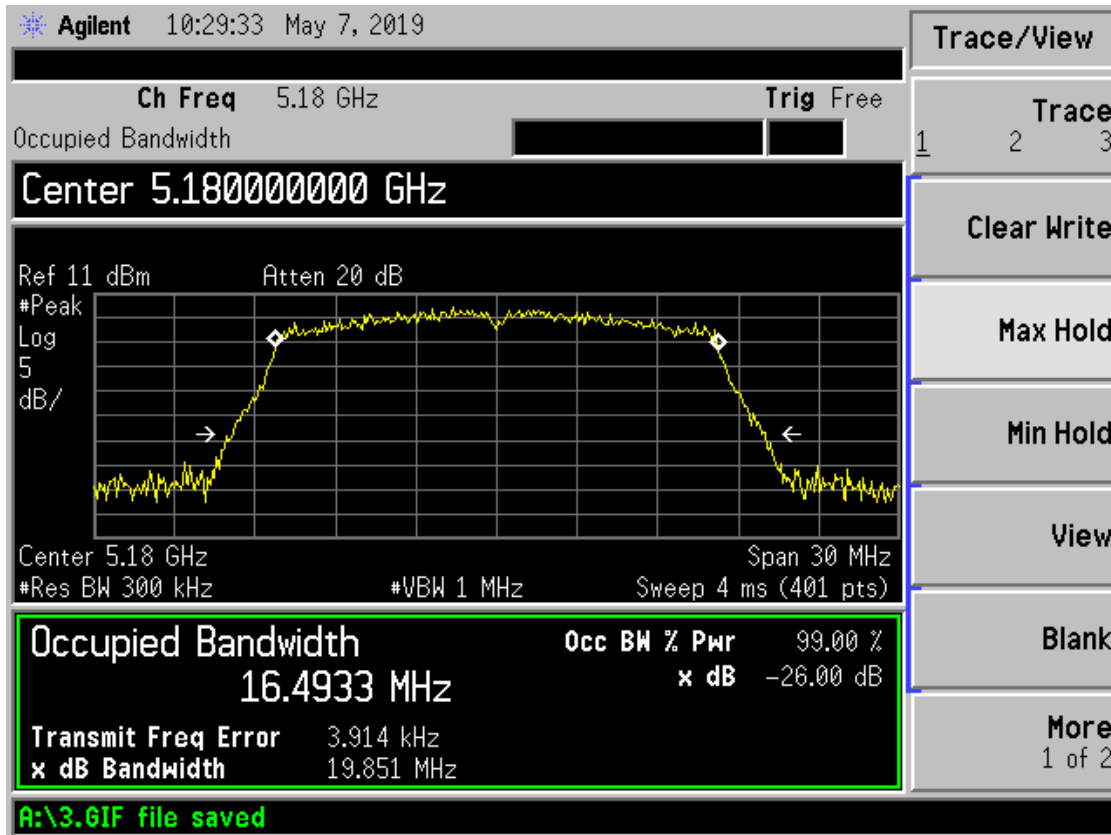 Agilent 10:29:33 May 7, 2019
Trace/View
Ch Freq 5.18 GHz Trig Free
Occupied Bandwidth
Center 5.180000000 GHz
Ref 11 dBm Atten 20 dB
#Peak
Log
5
dB/
Center 5.18 GHz Span 30 MHz
#Res BW 300 kHz #VBW 1 MHz Sweep 4 ms (401 pts)
Occupied Bandwidth Occ BW % Pwr 99.00 %
16.4933 MHz x dB -26.00 dB
Transmit Freq Error 3.914 kHz
x dB Bandwidth 19.851 MHz
A:\3.GIF file saved
Trace
1 2 3
Clear Write
Max Hold
Min Hold
View
Blank
More
1 of 2